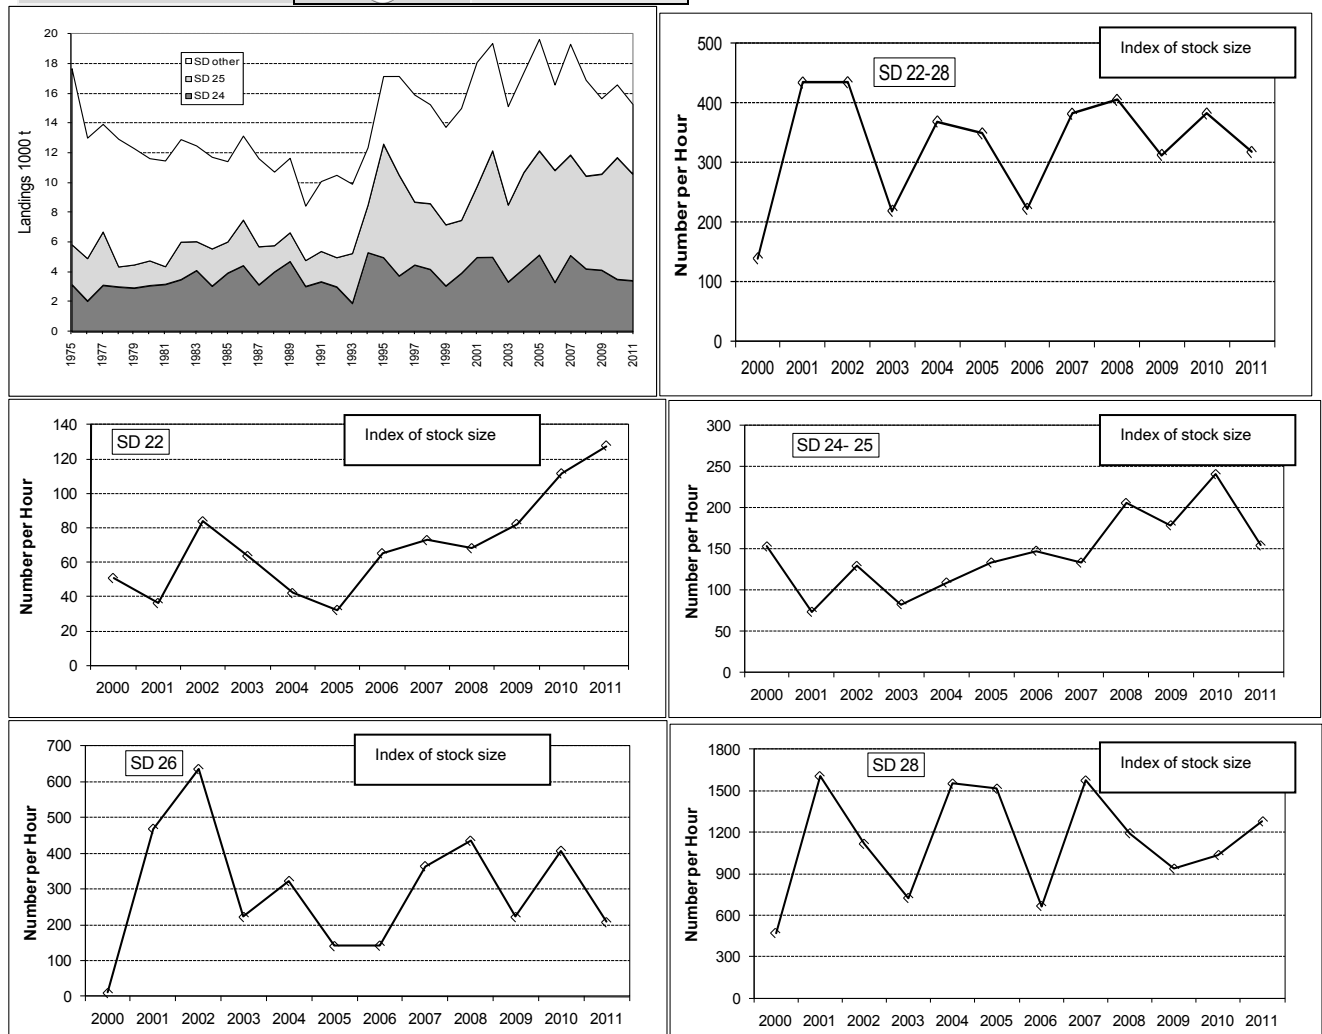 20
18
16
14
12
10
8
6
4
2
0
Landings 1000 t
SD other
SD 25
SD 24
1975
1977
1979
1981
1983
1985
1987
1989
1991
1993
1995
1997
1999
2001
2003
2005
2007
2009
2011
Index of stock size
SD 22-28
500
400
300
200
100
0
Number per Hour
2000 2001 2002 2003 2004 2005 2006 2007 2008 2009 2010 2011
Index of stock size
SD 22
140
120
100
80
60
40
20
0
Number per Hour
2000 2001 2002 2003 2004 2005 2006 2007 2008 2009 2010 2011
Index of stock size
SD 24- 25
300
250
200
150
100
50
0
Number per Hour
2000 2001 2002 2003 2004 2005 2006 2007 2008 2009 2010 2011
Index of stock size
SD 26
700
600
500
400
300
200
100
0
Number per Hour
2000 2001 2002 2003 2004 2005 2006 2007 2008 2009 2010 2011
Index of stock size
SD 28
1800
1500
1200
900
600
300
0
Number per Hour
2000 2001 2002 2003 2004 2005 2006 2007 2008 2009 2010 2011